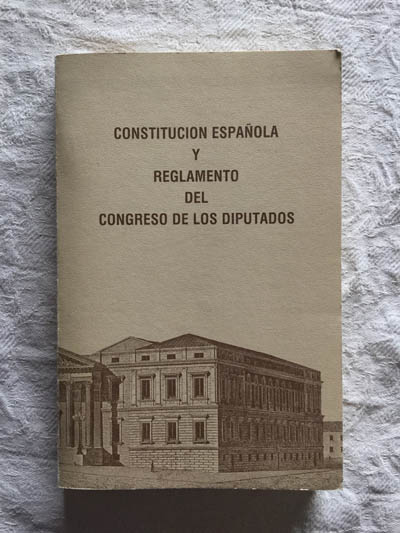 CONSTITUCION ESPAÑOLA
Y
REGLAMENTO
DEL
CONGRESO DE LOS DIPUTADOS